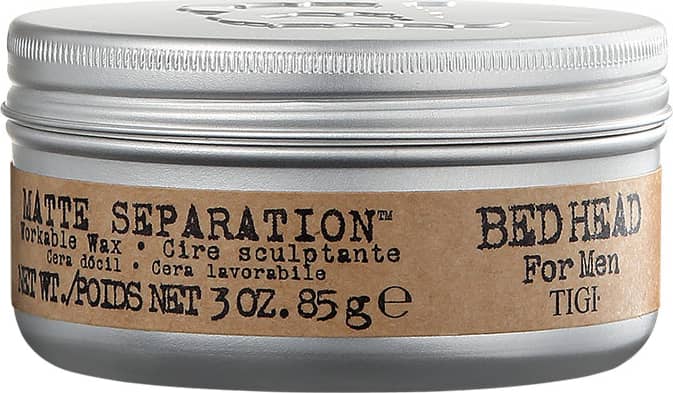 MATTE SEPARATION™
Workable Wax • Cire sculptante
Cera dócil • Cera lavorabile
NET WT./POIDS NET 3 OZ. 85 g e
BED HEAD
For Men
TIGI